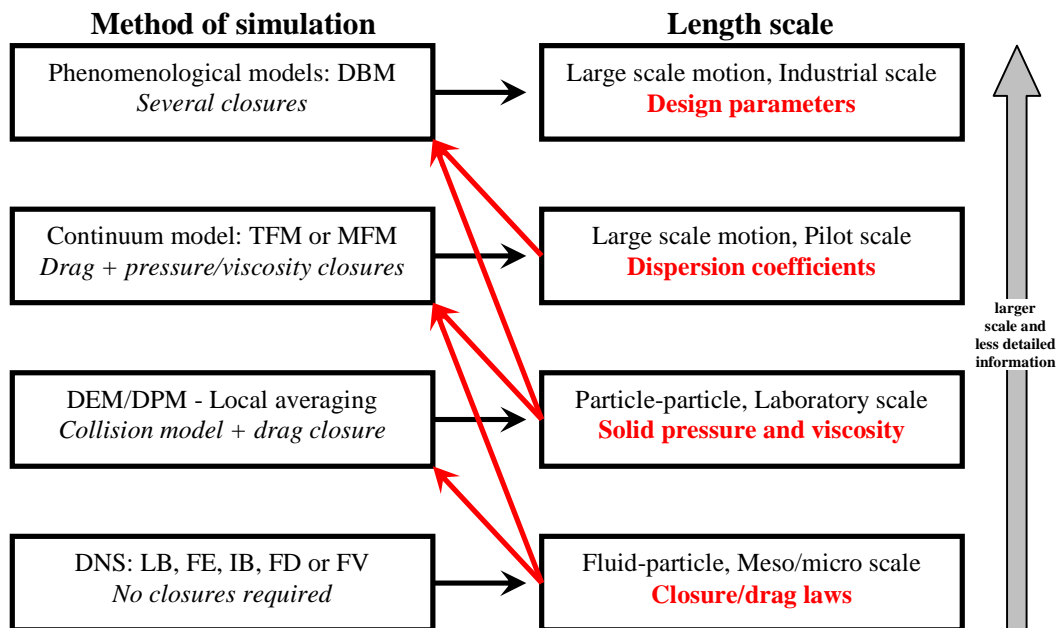 Method of simulation
Length scale
Phenomenological models: DBM
Several closures
Large scale motion, Industrial scale
Design parameters
Continuum model: TFM or MFM
Drag + pressure/viscosity closures
Large scale motion, Pilot scale
Dispersion coefficients
DEM/DPM - Local averaging
Collision model + drag closure
Particle-particle, Laboratory scale
Solid pressure and viscosity
DNS: LB, FE, IB, FD or FV
No closures required
Fluid-particle, Meso/micro scale
Closure/drag laws
larger
scale and
less detailed
information